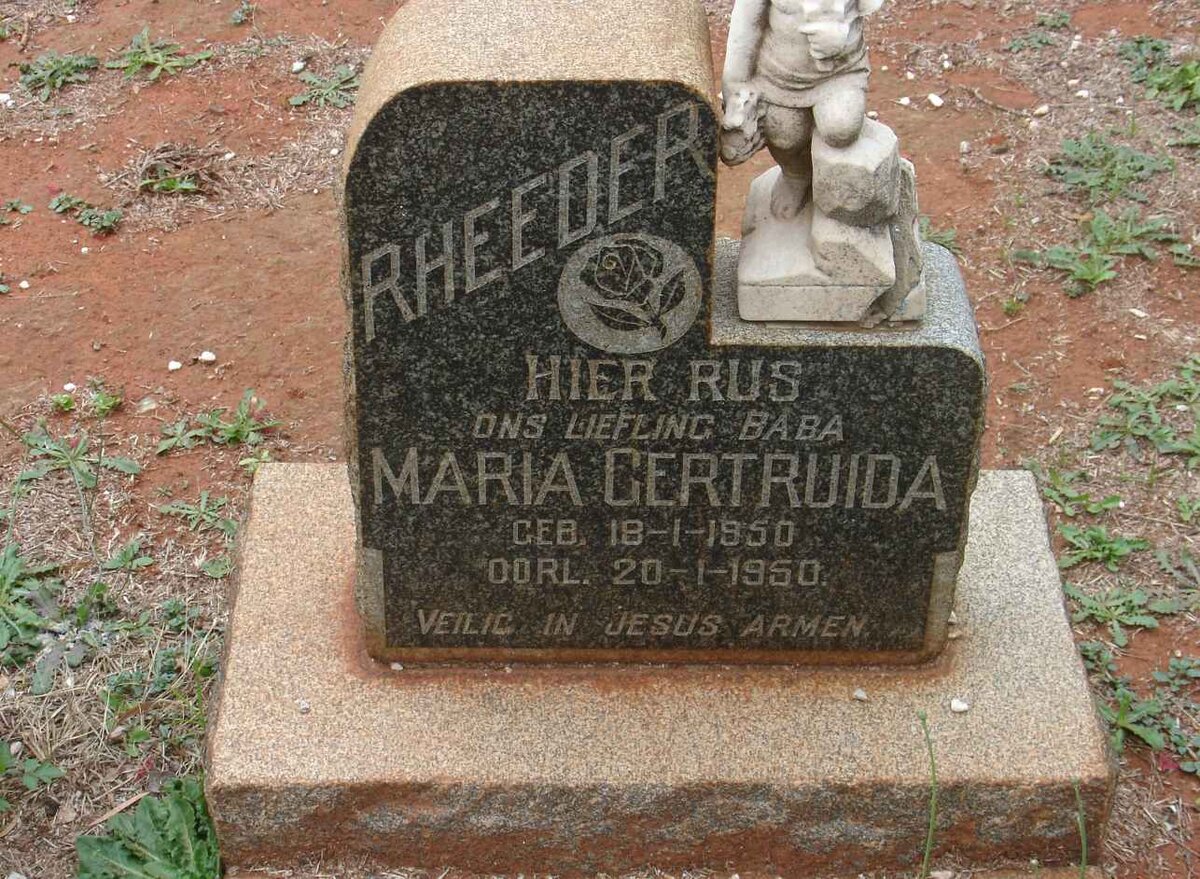 RHEEDER
HIER RUS
ONS LIEFLING BABA
MARIA GERTRUIDA
GEB. 18-1-1950
OORL. 20-1-1950.
VEILIG IN JESUS ARMEN